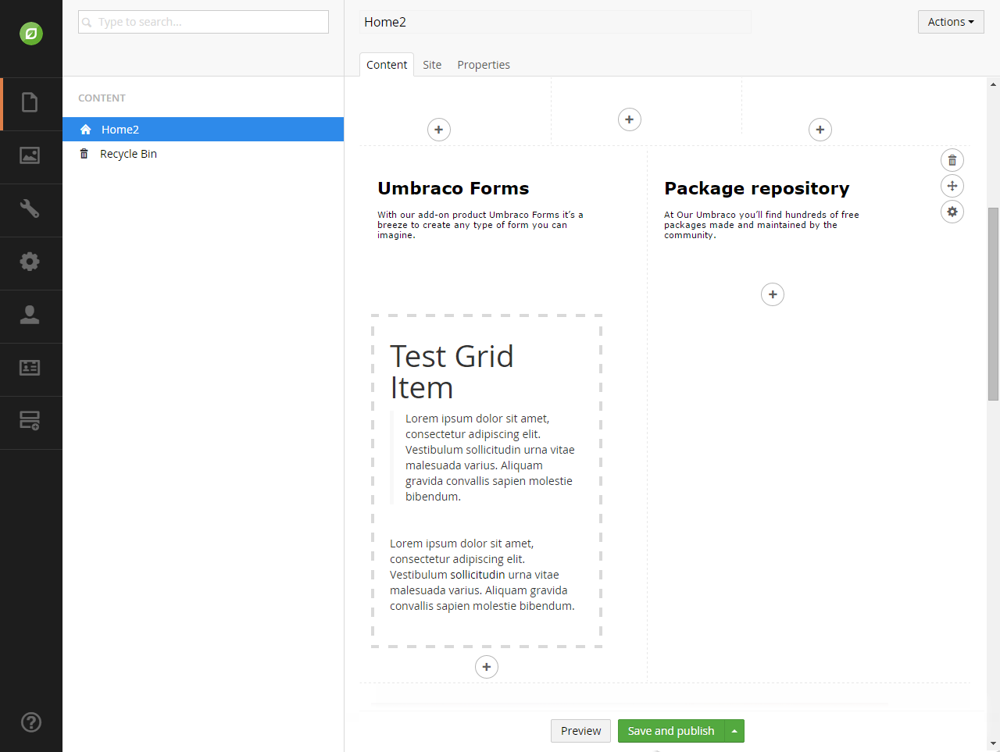 Type to search...
Home2
Actions
Content Site Properties
CONTENT
Home2
Recycle Bin
Umbraco Forms
With our add-on product Umbraco Forms it's a
breeze to create any type of form you can
imagine.
Package repository
At Our Umbraco you'll find hundreds of free
packages made and maintained by the
community.
Test Grid
Item
Lorem ipsum dolor sit amet,
consectetur adipiscing elit.
Vestibulum sollicitudin urna vitae
malesuada varius. Aliquam
gravida convallis sapien molestie
bibendum.
Lorem ipsum dolor sit amet,
consectetur adipiscing elit.
Vestibulum sollicitudin urna vitae
malesuada varius. Aliquam gravida
convallis sapien molestie bibendum.
Preview
Save and publish